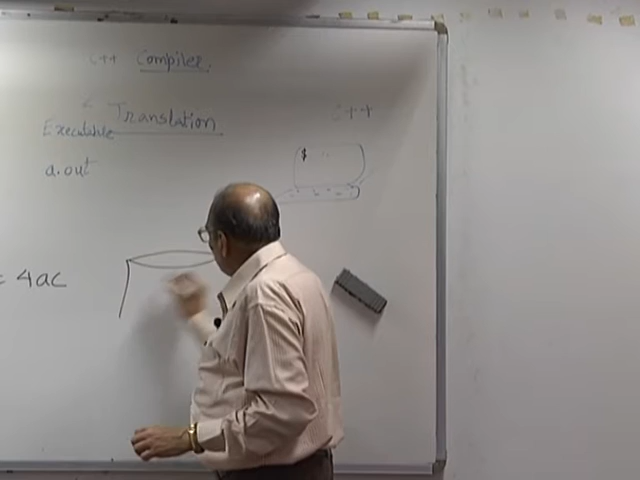 C++ Compiler
Translation
Executable
a.out
C++
$
= 4ac